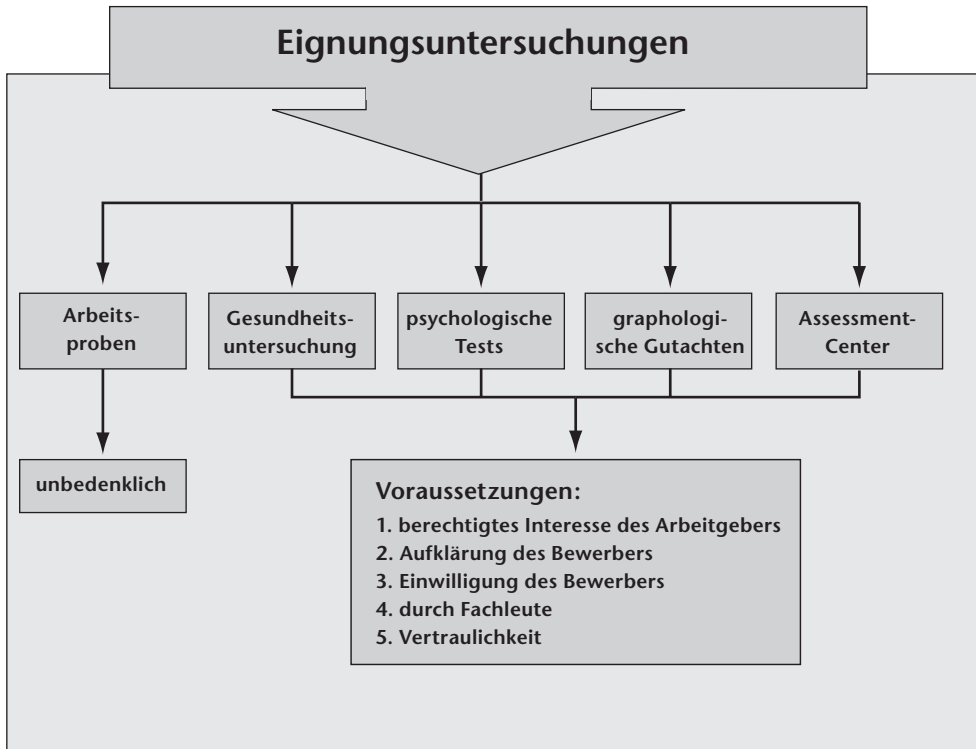 Eignungsuntersuchungen
Arbeits-
proben
Gesundheits-
untersuchung
psychologische
Tests
graphologi-
sche Gutachten
Assessment-
Center
unbedenklich
Voraussetzungen:
1. berechtigtes Interesse des Arbeitgebers
2. Aufklärung des Bewerbers
3. Einwilligung des Bewerbers
4. durch Fachleute
5. Vertraulichkeit